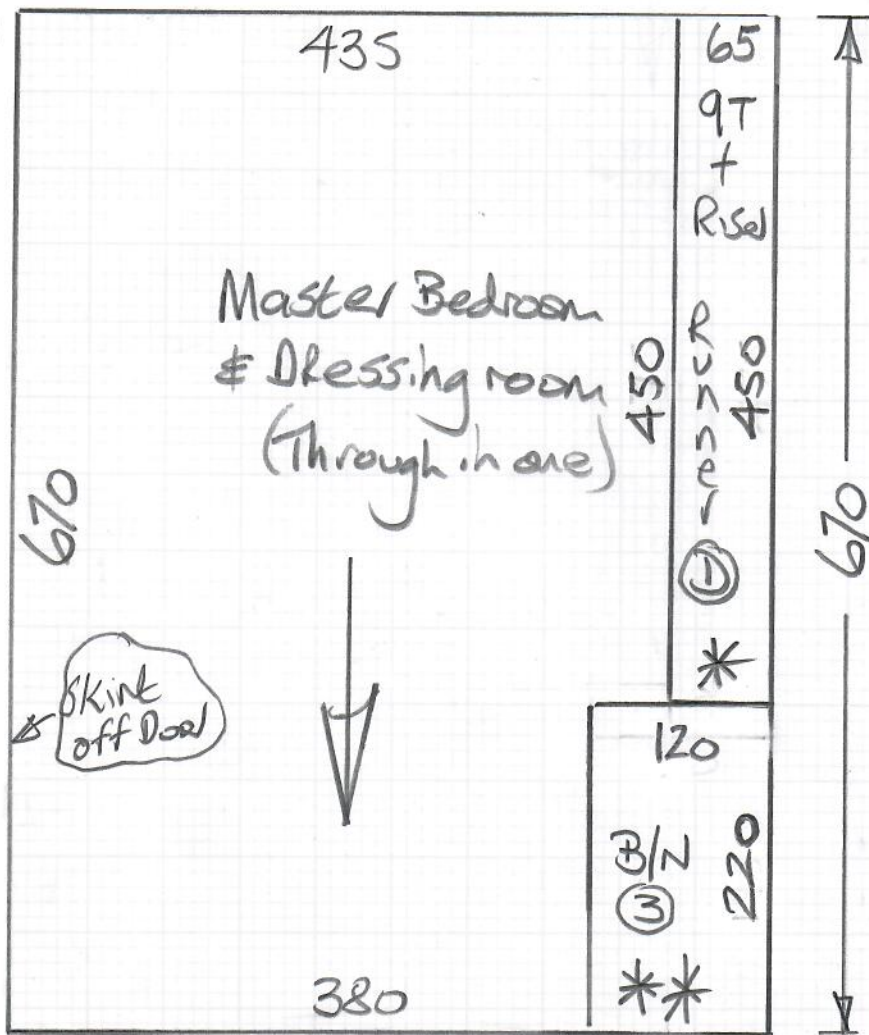 435
65
9T
+
Riser
Master Bedroom
& DRessing room
(Through in one)
450
Runner
450
①
*
670
670
Skirt
off Door
120
B/N
③
220
**
380